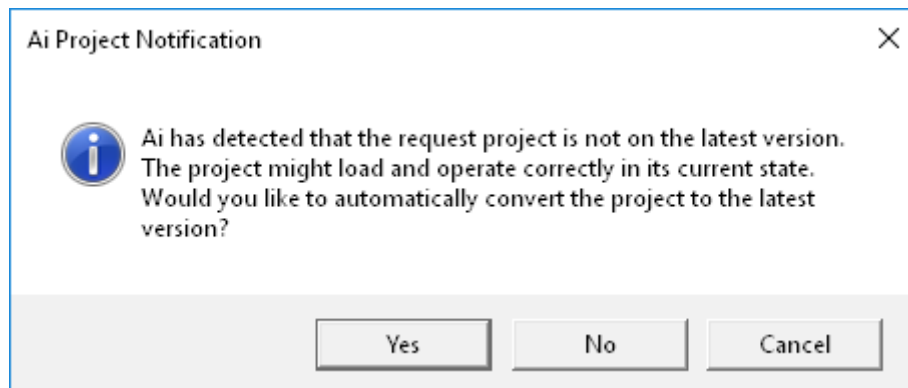 Ai Project Notification
Ai has detected that the request project is not on the latest version.
The project might load and operate correctly in its current state.
Would you like to automatically convert the project to the latest
version?
Yes No Cancel